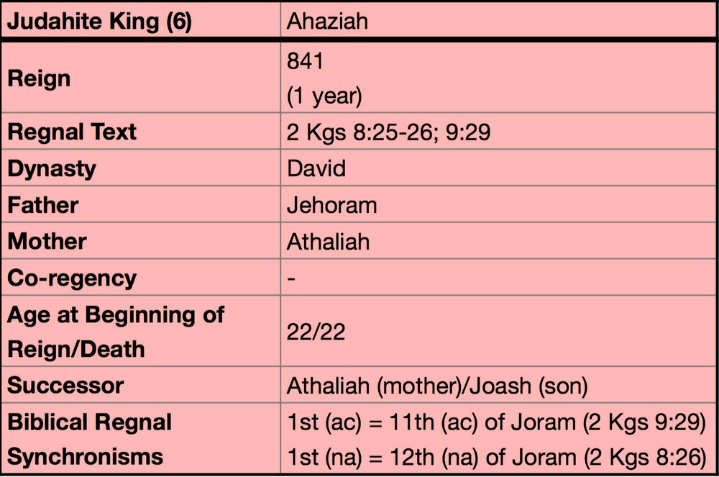 Judahite King (6) Ahaziah
Reign 841
(1 year)
Regnal Text 2 Kgs 8:25-26; 9:29
Dynasty David
Father Jehoram
Mother Athaliah
Co-regency -
Age at Beginning of
Reign/Death 22/22
Successor Athaliah (mother)/Joash (son)
Biblical Regnal 1st (ac) = 11th (ac) of Joram (2 Kgs 9:29)
Synchronisms 1st (na) = 12th (na) of Joram (2 Kgs 8:26)